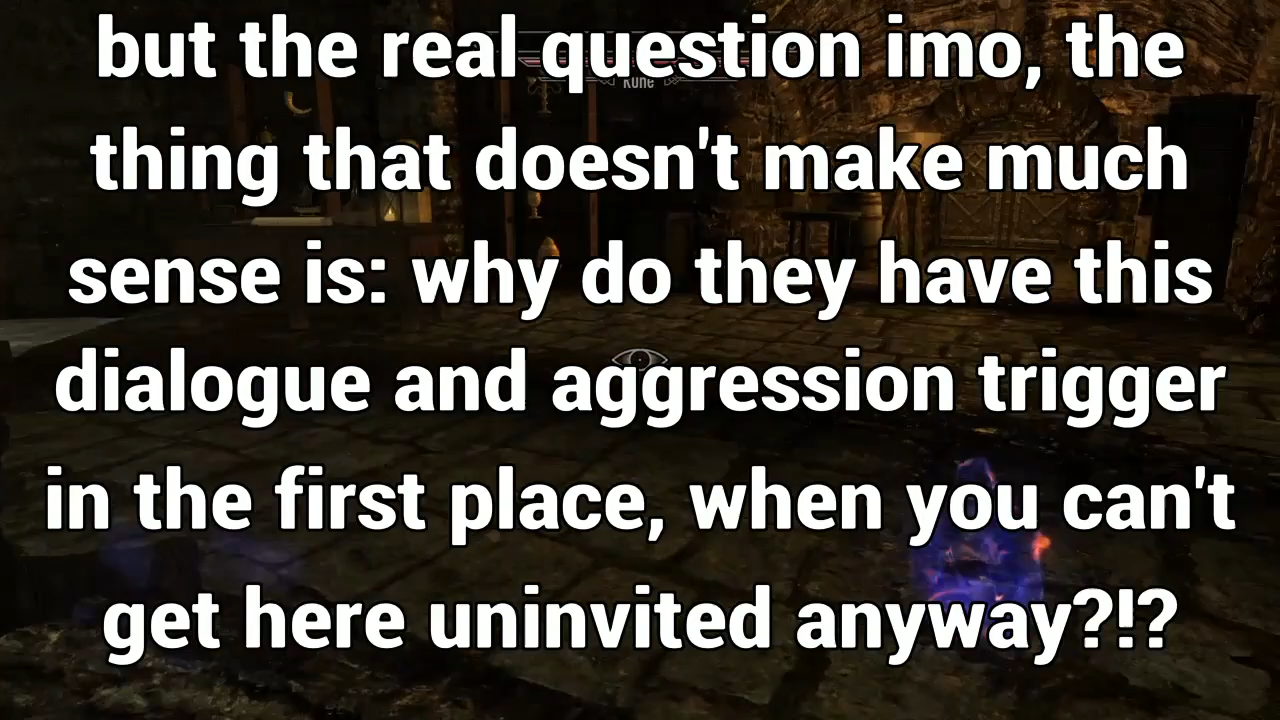 but the real question imo, the
Rune
thing that doesn't make much
sense is: why do they have this
dialogue and aggression trigger
in the first place, when you can't
get here uninvited anyway?!?